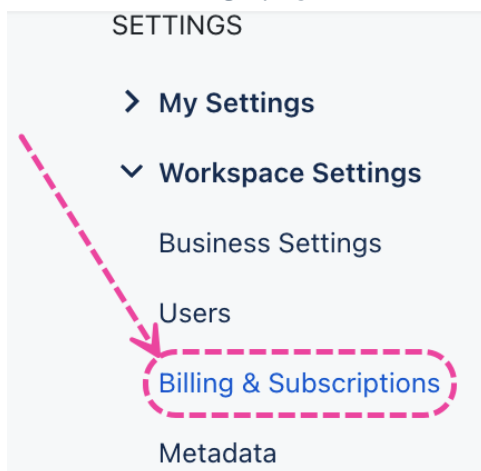 SETTINGS
My Settings
Workspace Settings
Business Settings
Users
Billing & Subscriptions
Metadata